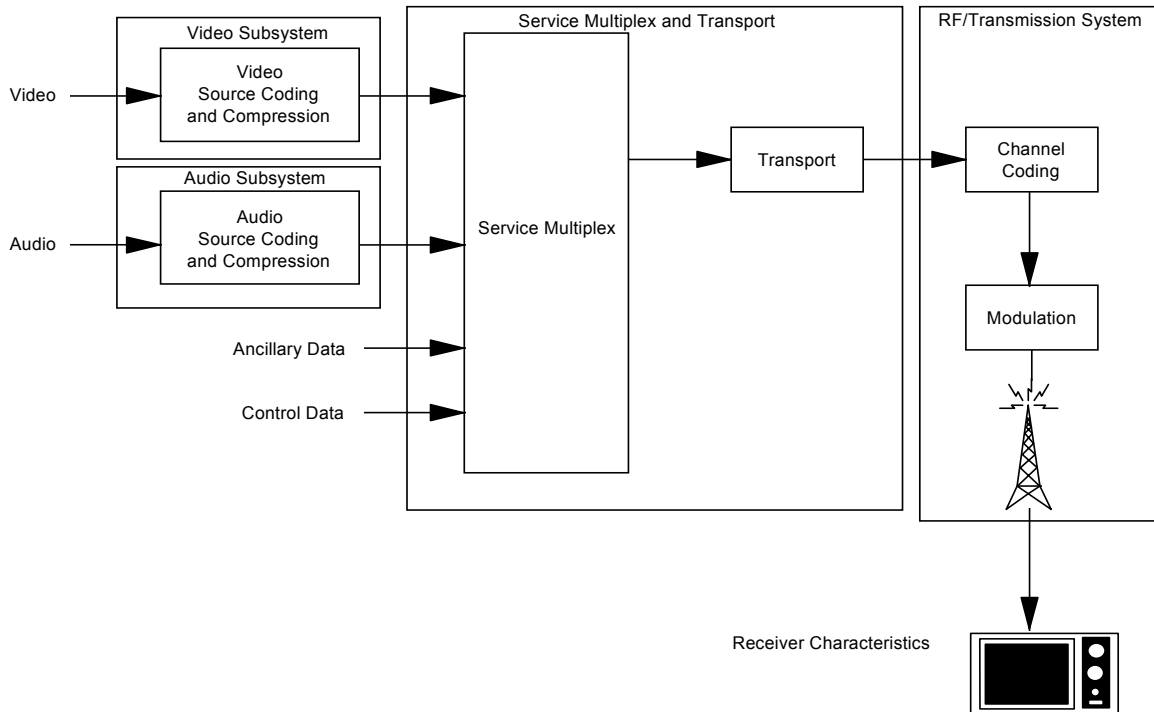 Service Multiplex and Transport
RF/Transmission System
Video Subsystem
Video
Video
Source Coding
and Compression
Audio Subsystem
Audio
Audio
Source Coding
and Compression
Service Multiplex
Transport
Channel
Coding
Modulation
Ancillary Data
Control Data
Receiver Characteristics